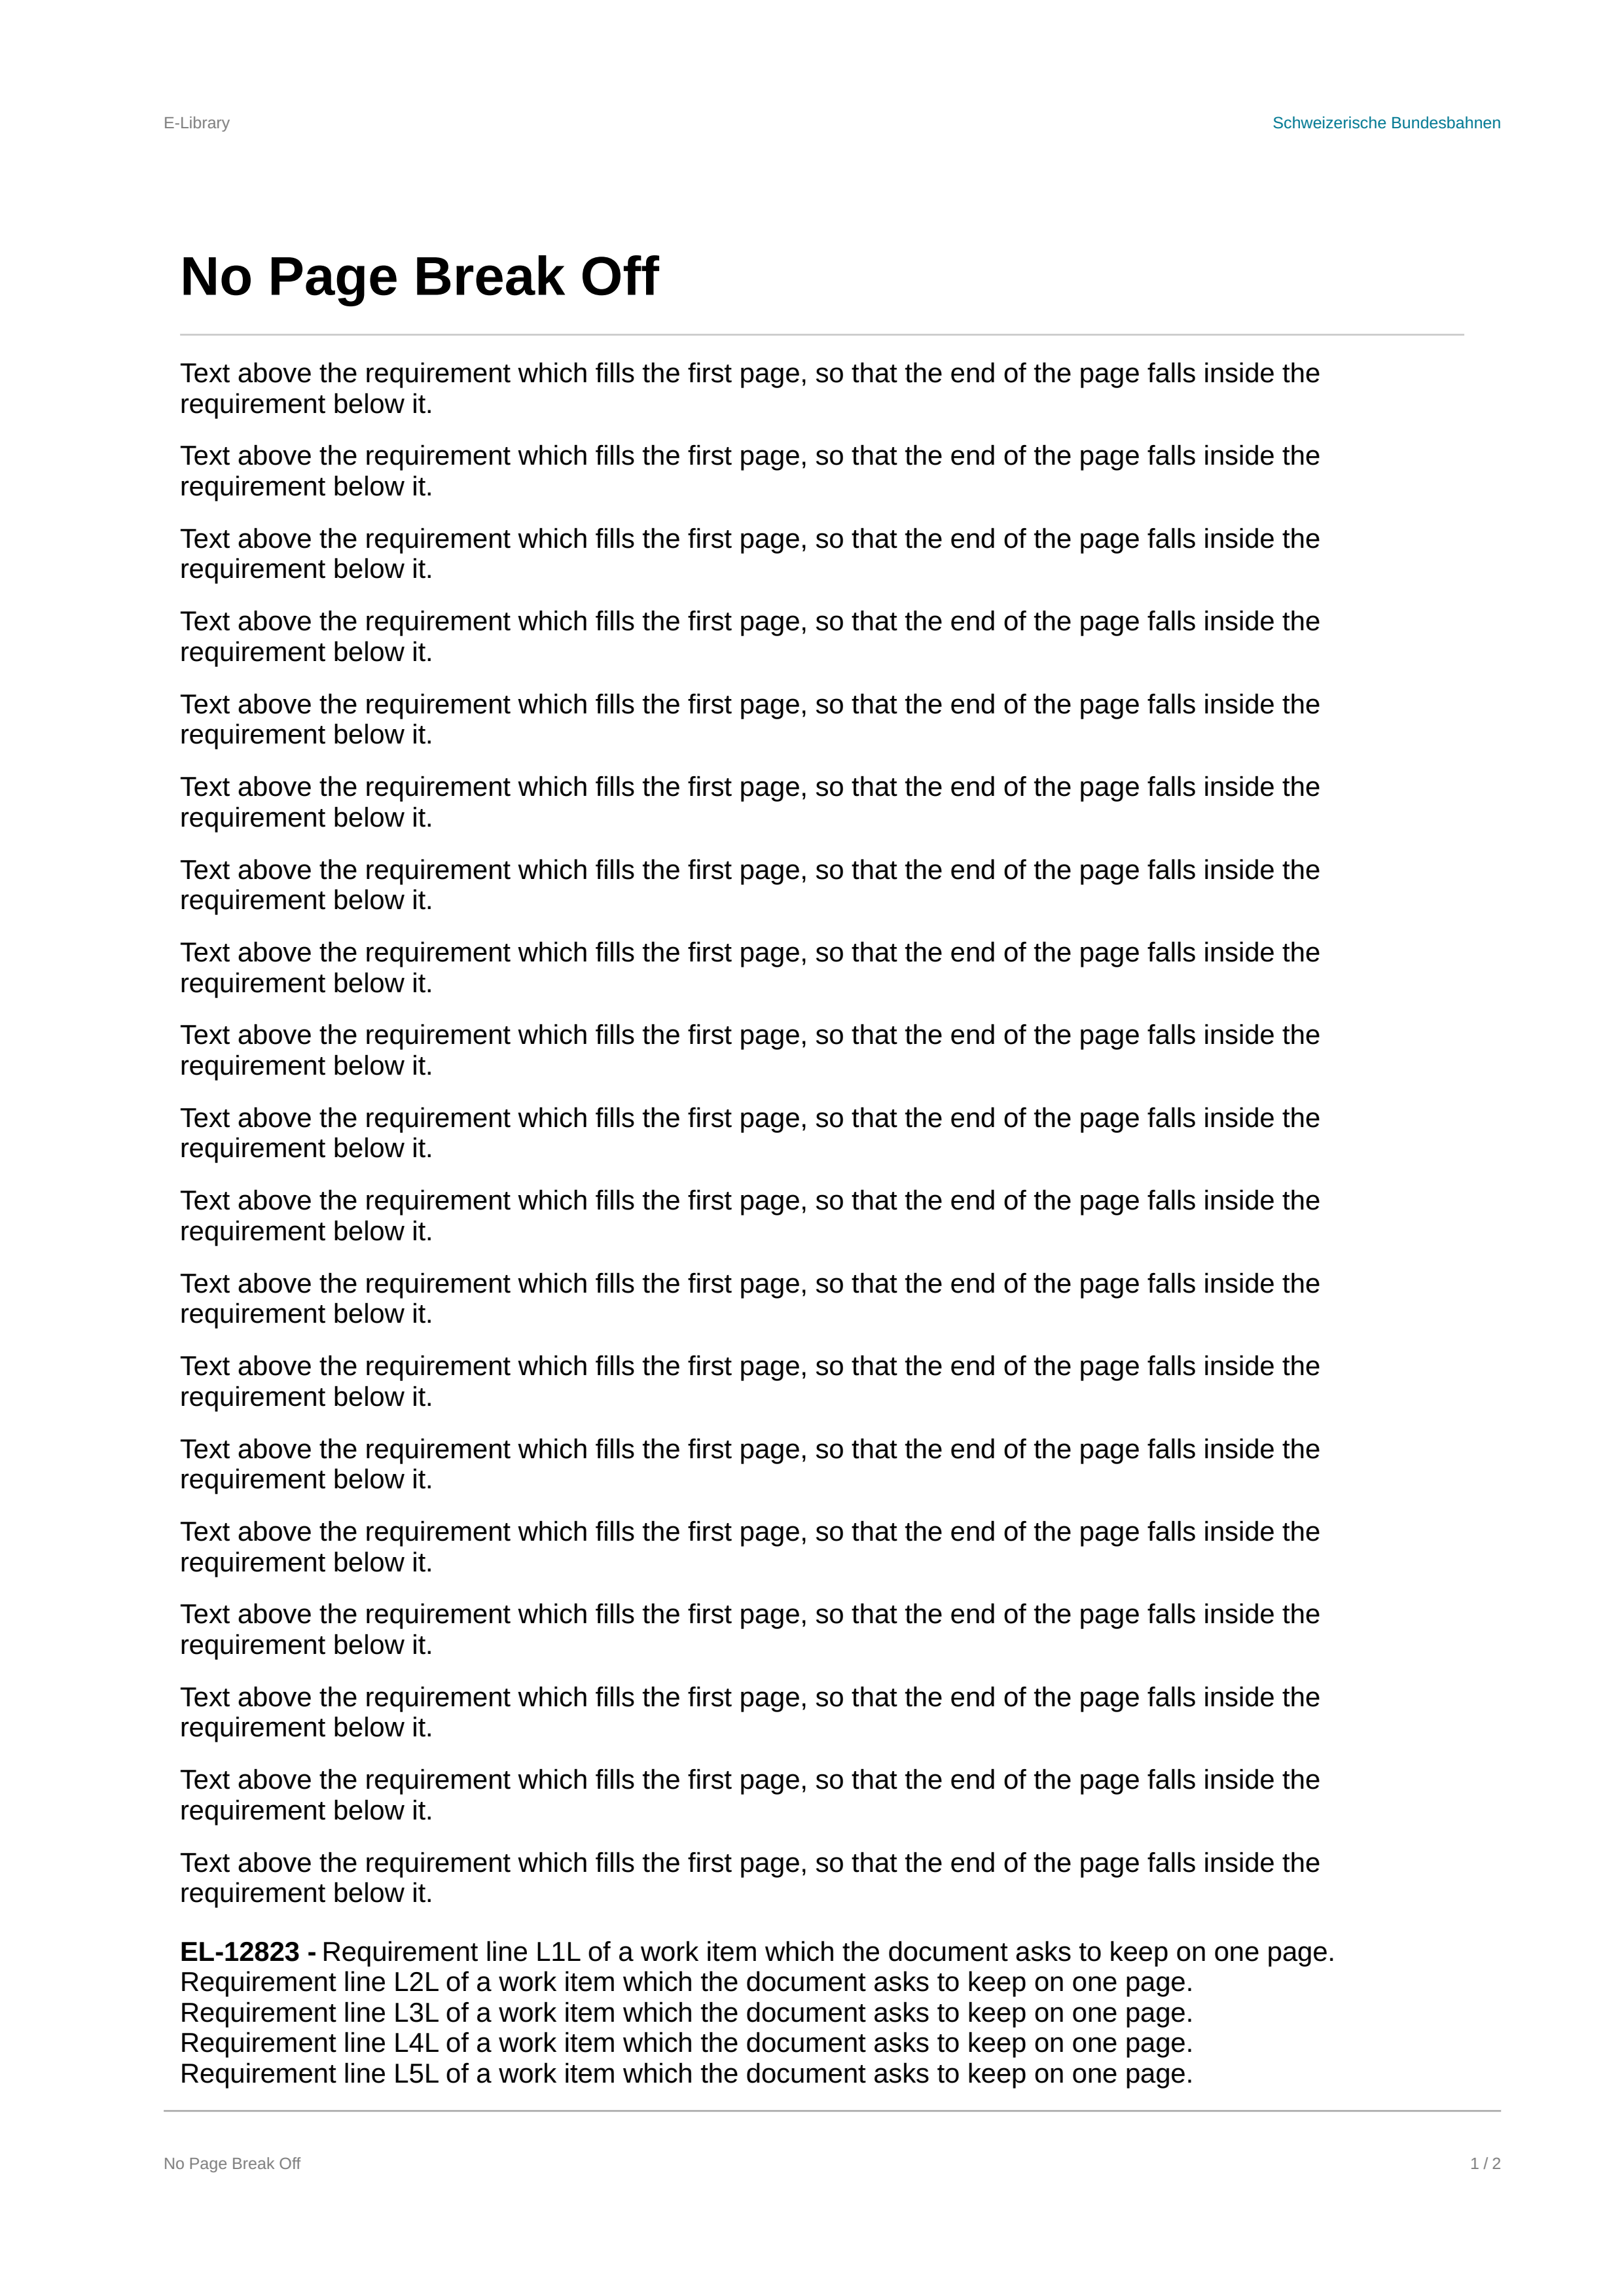 E-Library
Schweizerische Bundesbahnen
No Page Break Off
Text above the requirement which fills the first page, so that the end of the page falls inside the
requirement below it.
Text above the requirement which fills the first page, so that the end of the page falls inside the
requirement below it.
Text above the requirement which fills the first page, so that the end of the page falls inside the
requirement below it.
Text above the requirement which fills the first page, so that the end of the page falls inside the
requirement below it.
Text above the requirement which fills the first page, so that the end of the page falls inside the
requirement below it.
Text above the requirement which fills the first page, so that the end of the page falls inside the
requirement below it.
Text above the requirement which fills the first page, so that the end of the page falls inside the
requirement below it.
Text above the requirement which fills the first page, so that the end of the page falls inside the
requirement below it.
Text above the requirement which fills the first page, so that the end of the page falls inside the
requirement below it.
Text above the requirement which fills the first page, so that the end of the page falls inside the
requirement below it.
Text above the requirement which fills the first page, so that the end of the page falls inside the
requirement below it.
Text above the requirement which fills the first page, so that the end of the page falls inside the
requirement below it.
Text above the requirement which fills the first page, so that the end of the page falls inside the
requirement below it.
Text above the requirement which fills the first page, so that the end of the page falls inside the
requirement below it.
Text above the requirement which fills the first page, so that the end of the page falls inside the
requirement below it.
Text above the requirement which fills the first page, so that the end of the page falls inside the
requirement below it.
Text above the requirement which fills the first page, so that the end of the page falls inside the
requirement below it.
Text above the requirement which fills the first page, so that the end of the page falls inside the
requirement below it.
Text above the requirement which fills the first page, so that the end of the page falls inside the
requirement below it.
EL-12823 - Requirement line L1L of a work item which the document asks to keep on one page.
Requirement line L2L of a work item which the document asks to keep on one page.
Requirement line L3L of a work item which the document asks to keep on one page.
Requirement line L4L of a work item which the document asks to keep on one page.
Requirement line L5L of a work item which the document asks to keep on one page.
No Page Break Off
1 / 2